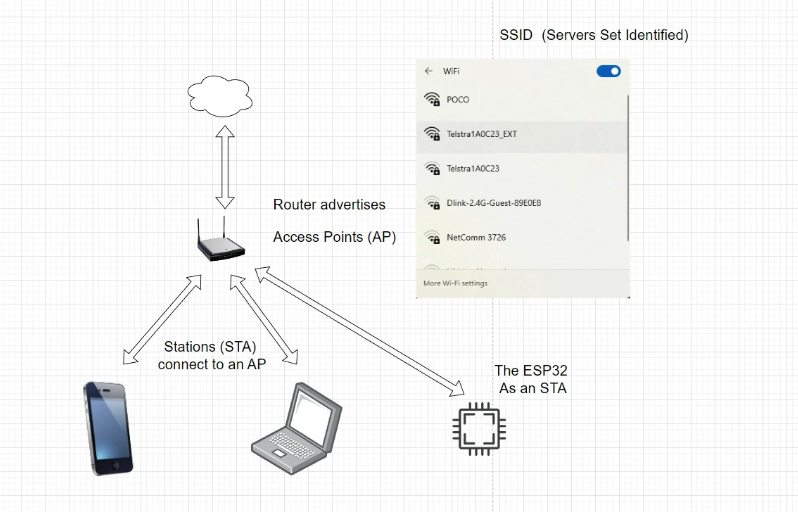 SSID (Servers Set Identified)
WiFi
POCO
Telstra1A0C23_EXT
Telstra1A0C23
Dlink-2.4G-Guest-89E0E8
NetComm 3726
More Wi-Fi settings
Router advertises
Access Points (AP)
Stations (STA)
connect to an AP
The ESP32
As an STA